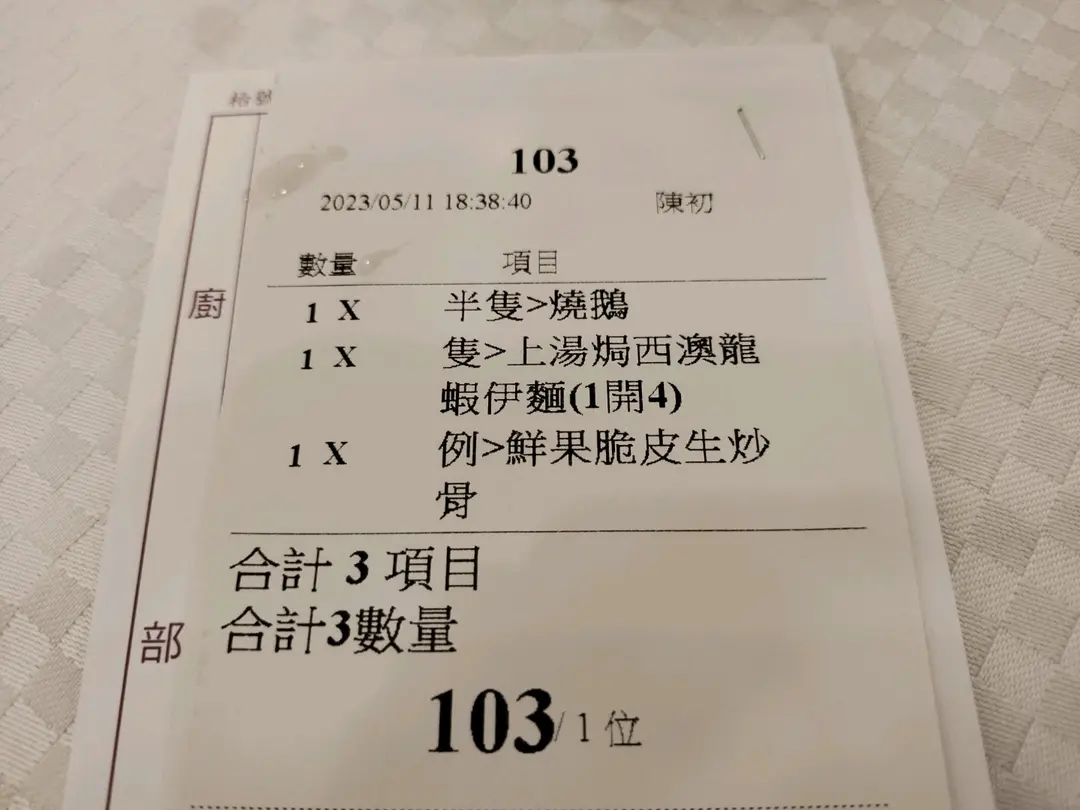 枱號
103
2023/05/11 18:38:40 陳初
數量 項目
1 X 半隻>燒鵝
1 X 隻>上湯焗西澳龍
蝦伊麵(1開4)
1 X 例>鮮果脆皮生炒
骨
合計 3 項目
合計3數量
103/1 位
廚
部